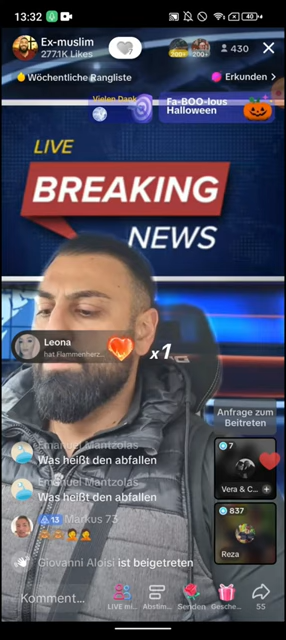 13:32
40
Ex-muslim
277.1K Likes
700+
200+
430
Wöchentliche Rangliste
Erkunden >
Vielen Dank
Fa-BOO-lous
Halloween
LIVE
BREAKING
NEWS
Leona
hat Flammenherz...
x1
Anfrage zum
Beitreten
7
Vera & C...
837
Reza
Emanuel Mantzolas
Was heißt den abfallen
Emanuel Mantzolas
Was heißt den abfallen
13 Markus 73
Giovanni Aloisi ist beigetreten
Komment...
LIVE mi...
Abstim...
Senden
Gesche...
55